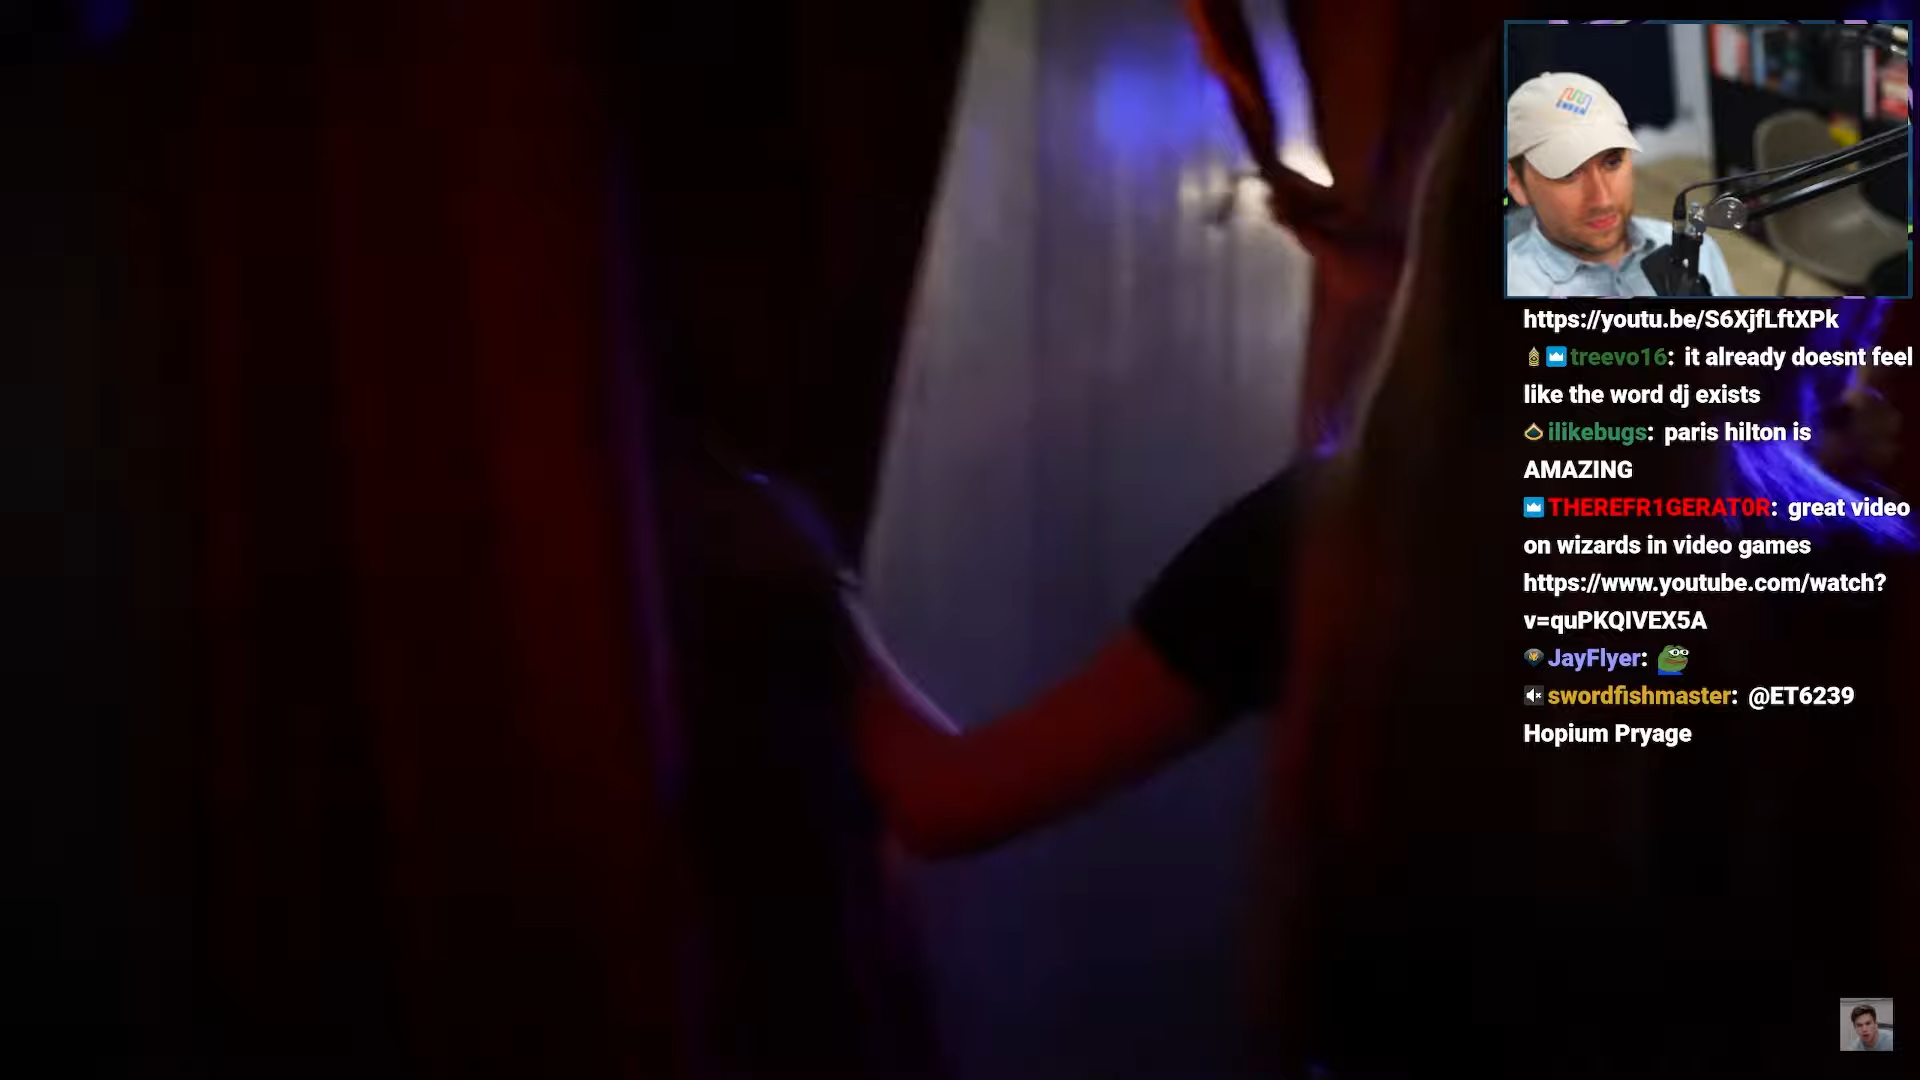 https://youtu.be/S6XjfLftXPk
treevo16: it already doesnt feel
like the word dj exists
ilikebugs: paris hilton is
AMAZING
THEREFR1GERAT0R: great video
on wizards in video games
https://www.youtube.com/watch?
v=quPKQIVEX5A
JayFlyer:
swordfishmaster: @ET6239
Hopium Pryage